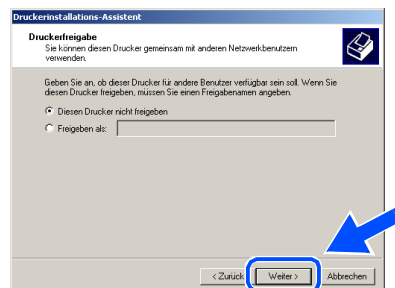 Druckerinstallations-Assistent
Druckerfreigabe
Sie können diesen Drucker gemeinsam mit anderen Netzwerkbenutzern
verwenden.
Geben Sie an, ob dieser Drucker für andere Benutzer verfügbar sein soll. Wenn Sie
diesen Drucker freigeben, müssen Sie einen Freigabenamen angeben.
Diesen Drucker nicht freigeben
Freigeben als:
< Zurück Weiter > Abbrechen